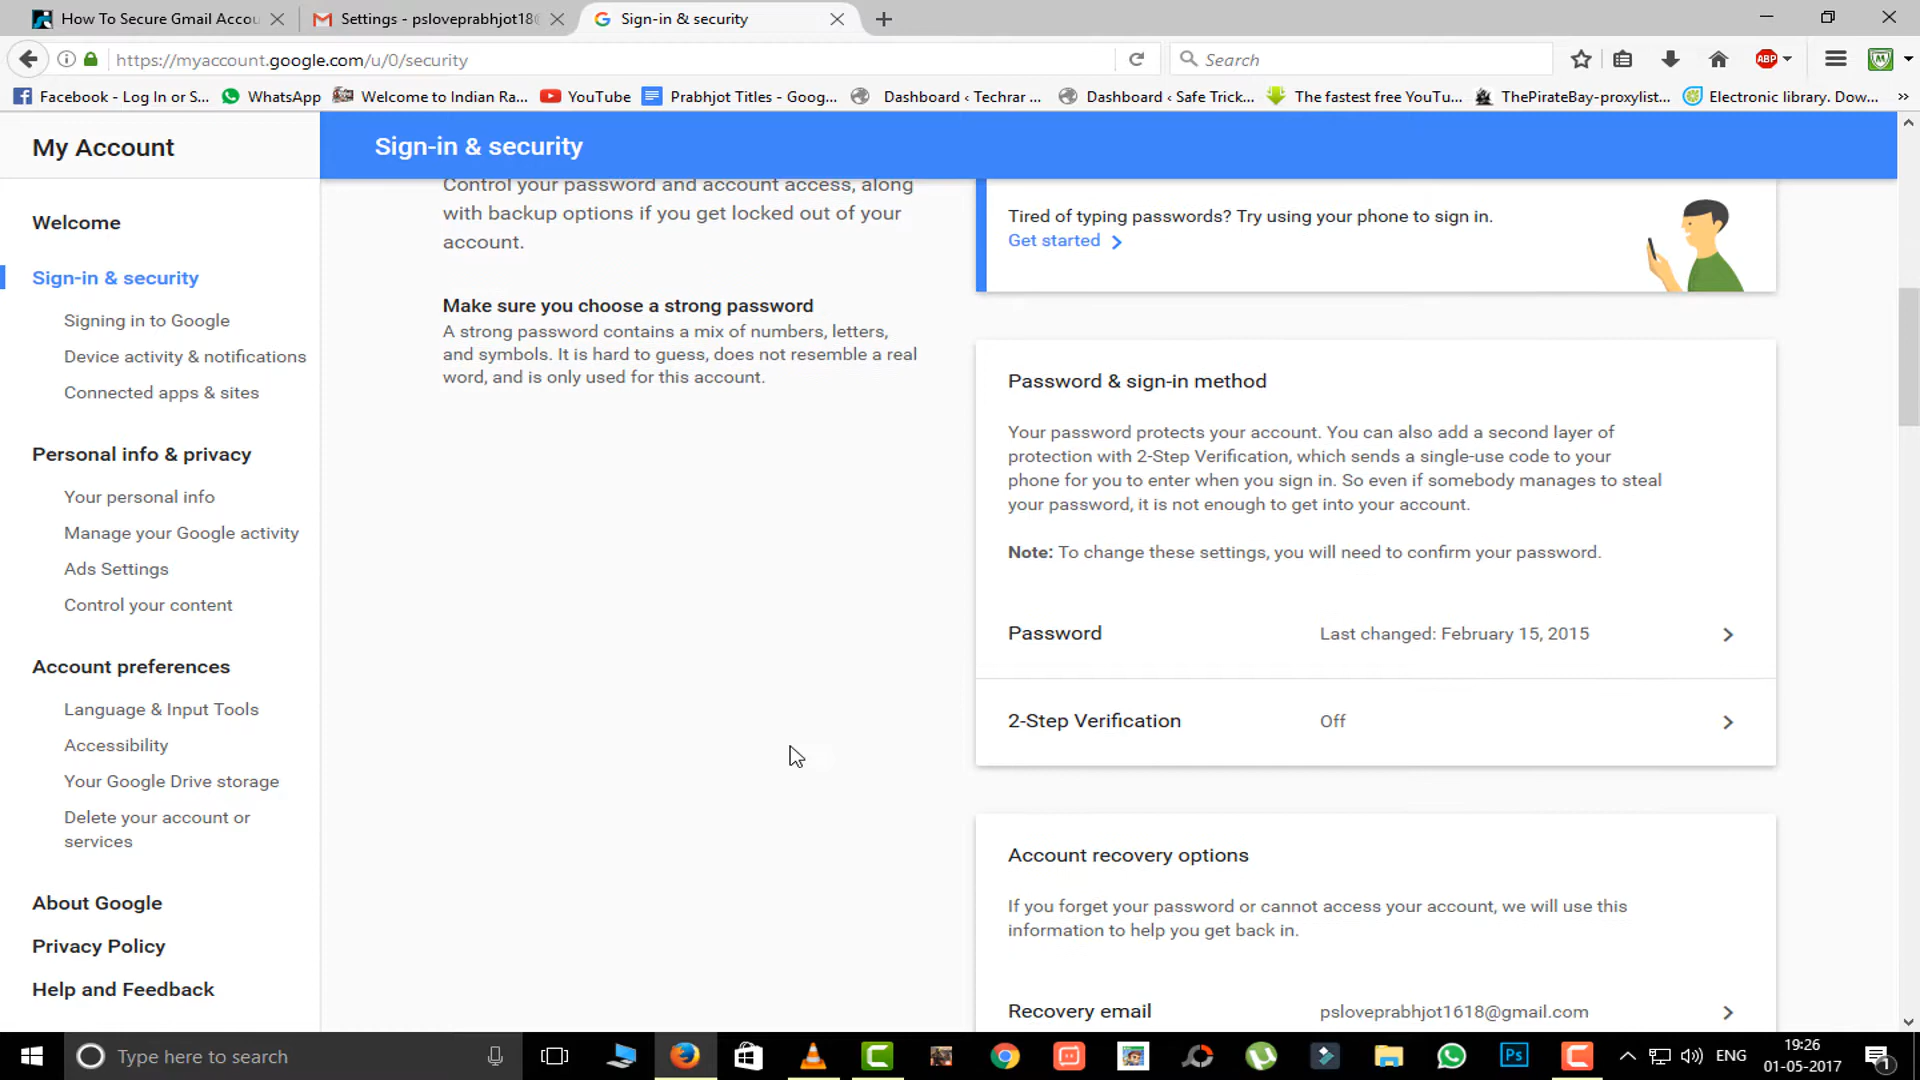 How To Secure Gmail Accou
Settings - psloveprabhjot18@
Sign-in & security
https://myaccount.google.com/u/0/security
Search
ABP
Facebook - Log In or S...
WhatsApp
Welcome to Indian Ra...
YouTube
Prabhjot Titles - Goog...
Dashboard ‹ Techrar ...
Dashboard ‹ Safe Trick...
The fastest free YouTu...
ThePirateBay-proxylist...
Electronic library. Dow...
My Account
Sign-in & security
Welcome
Sign-in & security
Signing in to Google
Device activity & notifications
Connected apps & sites
Personal info & privacy
Your personal info
Manage your Google activity
Ads Settings
Control your content
Account preferences
Language & Input Tools
Accessibility
Your Google Drive storage
Delete your account or
services
About Google
Privacy Policy
Help and Feedback
Control your password and account access, along
with backup options if you get locked out of your
account.
Make sure you choose a strong password
A strong password contains a mix of numbers, letters,
and symbols. It is hard to guess, does not resemble a real
word, and is only used for this account.
Tired of typing passwords? Try using your phone to sign in.
Get started
Password & sign-in method
Your password protects your account. You can also add a second layer of
protection with 2-Step Verification, which sends a single-use code to your
phone for you to enter when you sign in. So even if somebody manages to steal
your password, it is not enough to get into your account.
Note: To change these settings, you will need to confirm your password.
Password Last changed: February 15, 2015
2-Step Verification Off
Account recovery options
If you forget your password or cannot access your account, we will use this
information to help you get back in.
Recovery email psloveprabhjot1618@gmail.com
Type here to search
Ps
ENG
19:26
01-05-2017
1